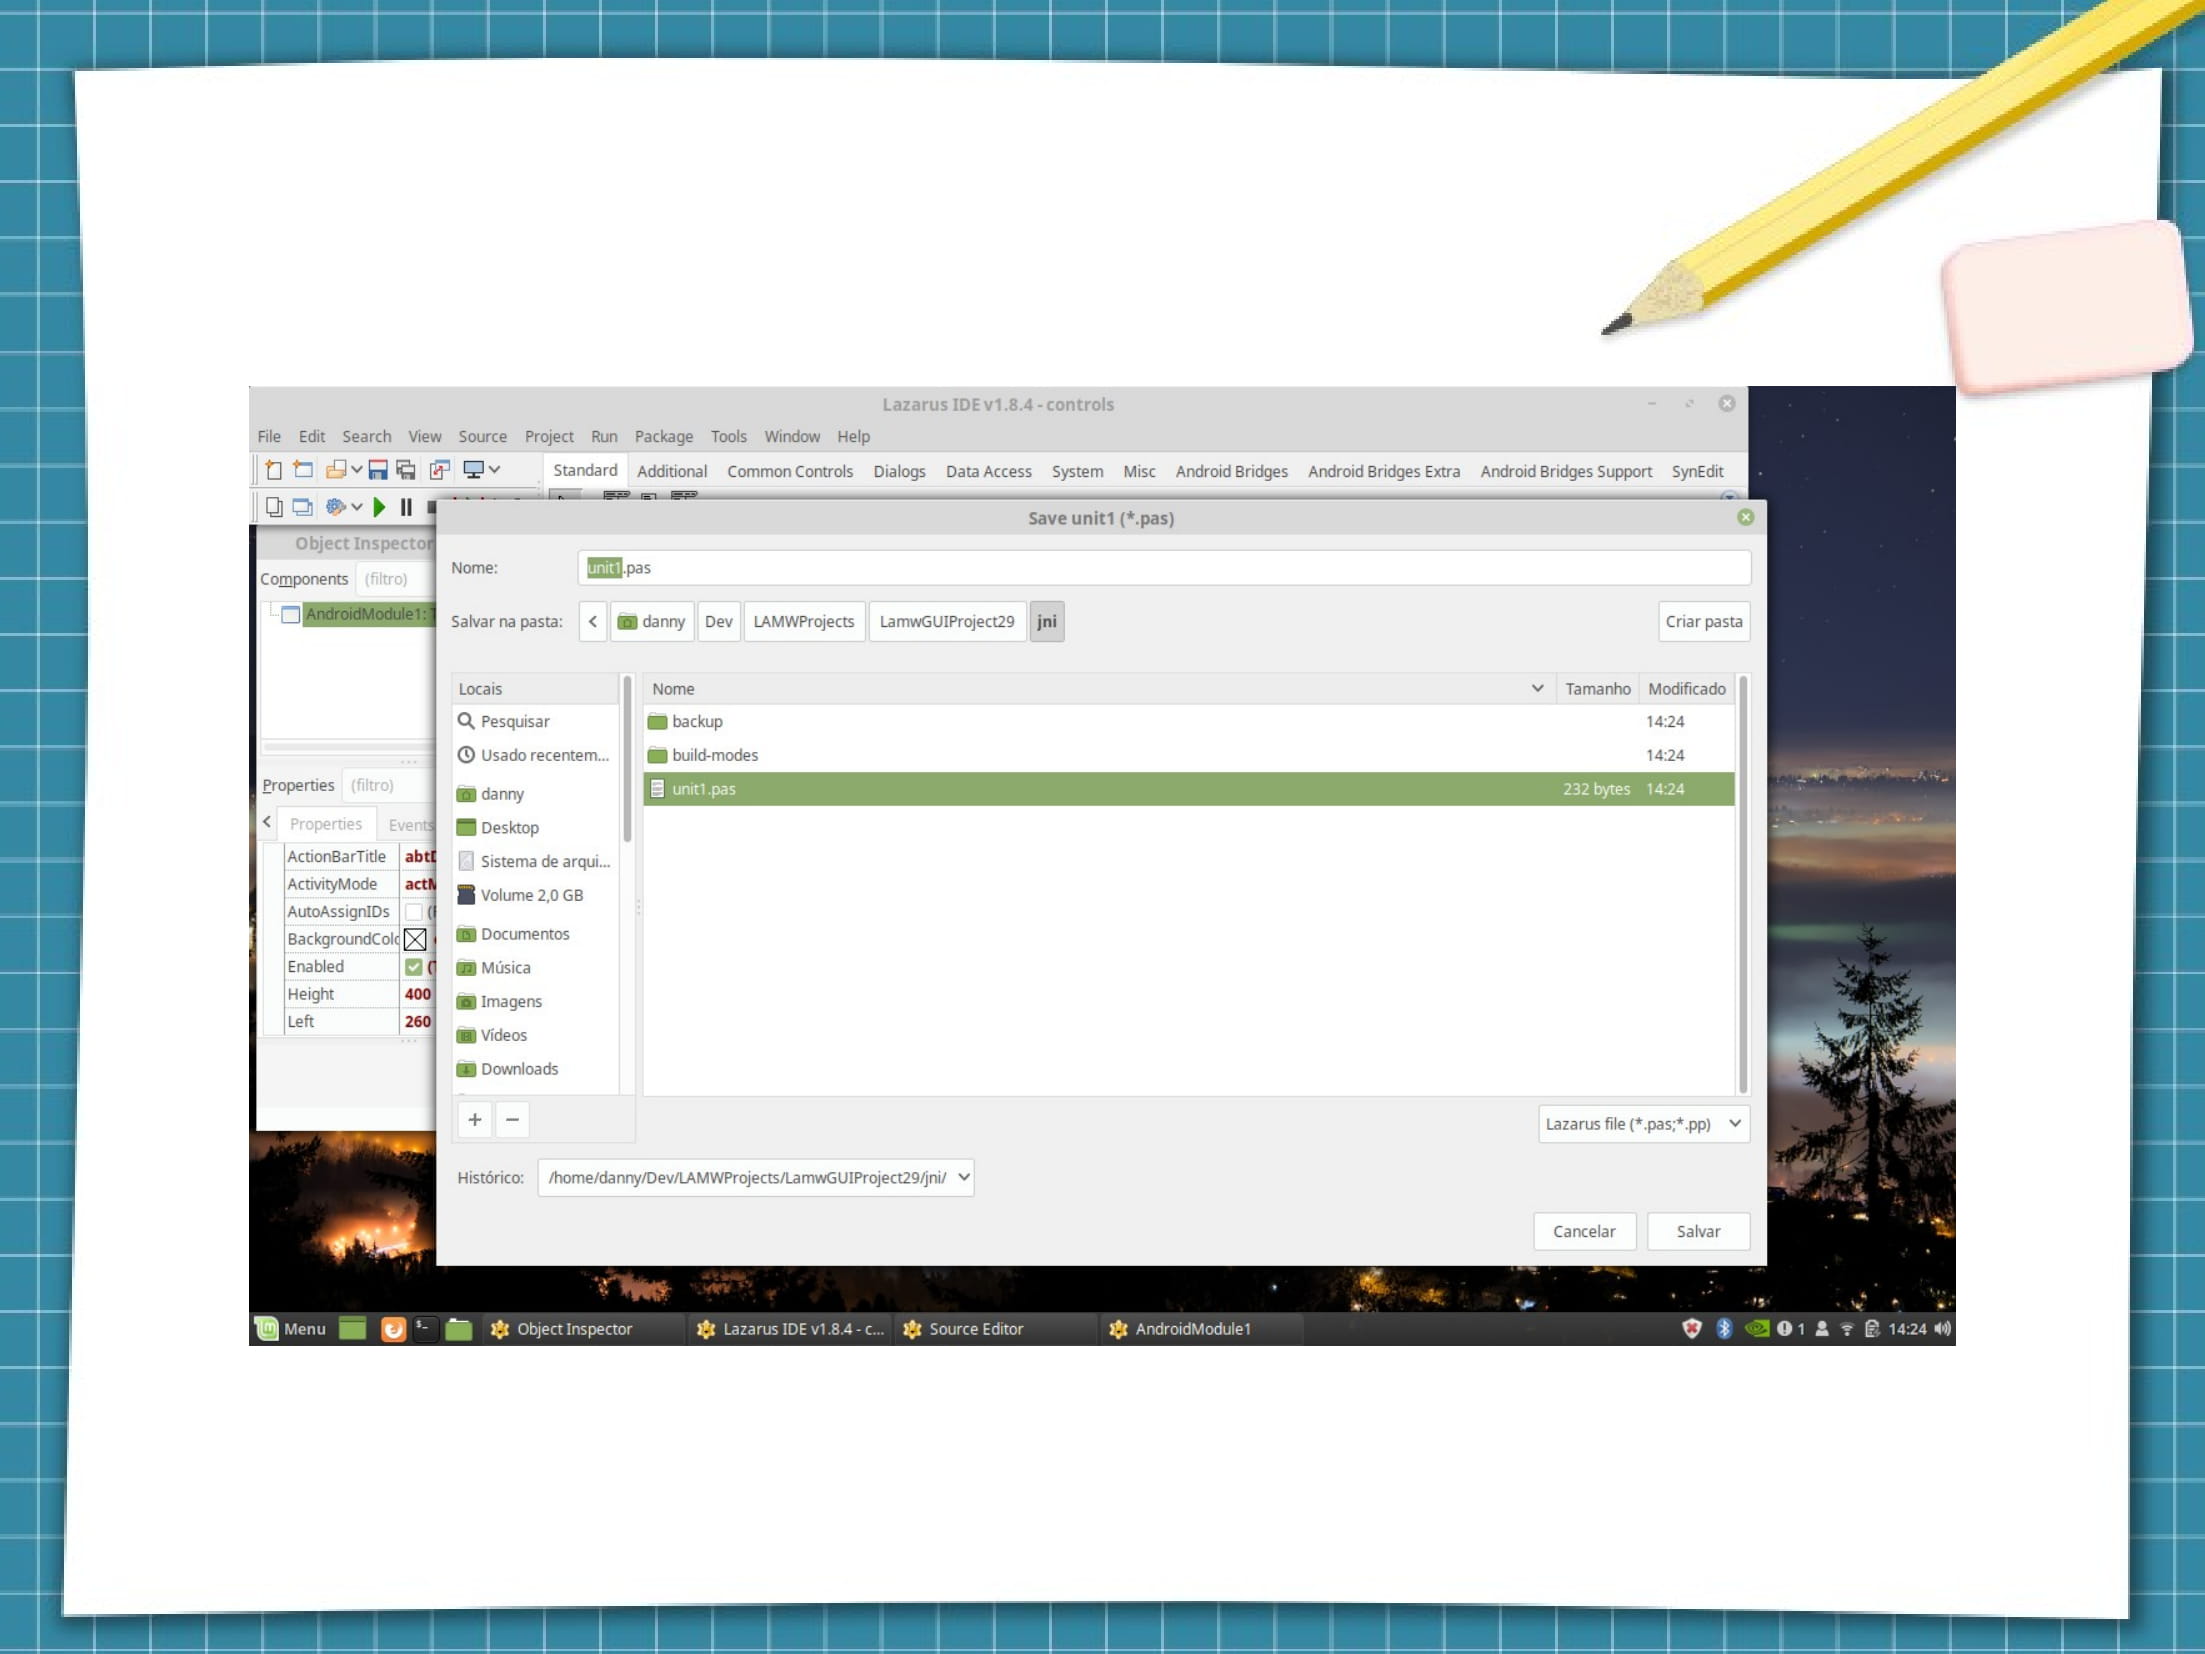 Lazarus IDE v1.8.4 - controls
File Edit Search View Source Project Run Package Tools Window Help
Standard Additional Common Controls Dialogs Data Access System Misc Android Bridges Android Bridges Extra Android Bridges Support SynEdit
Object Inspector
Components (filtro)
AndroidModule1:
Properties (filtro)
Properties Events
ActionBarTitle
ActivityMode
AutoAssignIDs
BackgroundColo
Enabled
Height 400
Left 260
Save unit1 (*.pas)
Nome: unit1.pas
Salvar na pasta: danny Dev LAMWProjects LamwGUIProject29 jni Criar pasta
Locais
Pesquisar
Usado recentem...
danny
Desktop
Sistema de arqui...
Volume 2,0 GB
Documentos
Música
Imagens
Vídeos
Downloads
Nome Tamanho Modificado
backup 14:24
build-modes 14:24
unit1.pas 232 bytes 14:24
Lazarus file (*.pas;*.pp)
Histórico: /home/danny/Dev/LAMWProjects/LamwGUIProject29/jni/
Cancelar Salvar
Menu Object Inspector Lazarus IDE v1.8.4 - c... Source Editor AndroidModule1 1 14:24